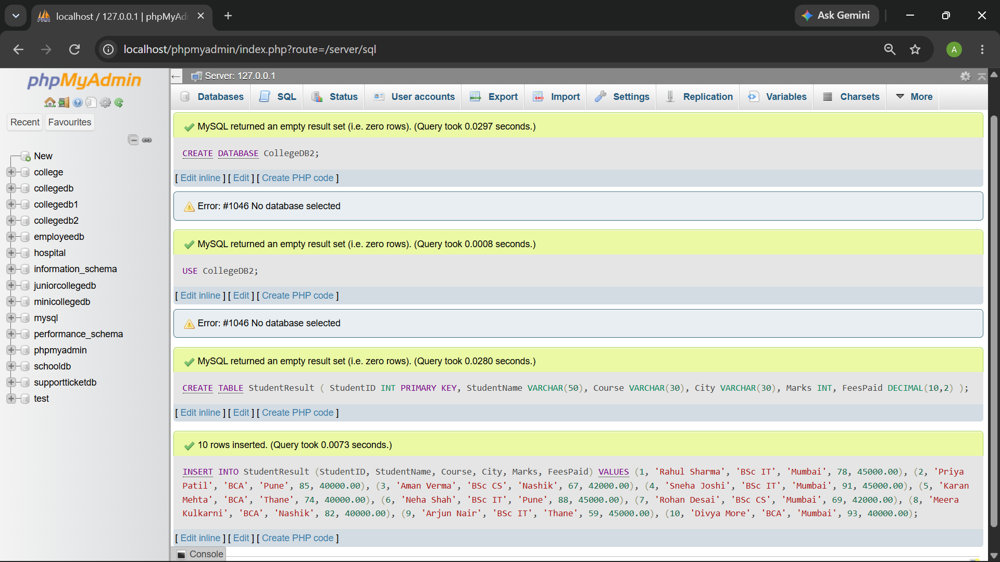 localhost / 127.0.0.1 | phpMyAd
Ask Gemini
localhost/phpmyadmin/index.php?route=/server/sql
A
phpMyAdmin
Recent
Favourites
New
college
collegedb
collegedb1
collegedb2
employeedb
hospital
information_schema
juniorcollegedb
minicollegedb
mysql
performance_schema
phpmyadmin
schooldb
supportticketdb
test
Server: 127.0.0.1
Databases SQL Status User accounts Export Import Settings Replication Variables Charsets More
MySQL returned an empty result set (i.e. zero rows). (Query took 0.0297 seconds.)
CREATE DATABASE CollegeDB2;
[ Edit inline ] [ Edit ] [ Create PHP code ]
Error: #1046 No database selected
MySQL returned an empty result set (i.e. zero rows). (Query took 0.0008 seconds.)
USE CollegeDB2;
[ Edit inline ] [ Edit ] [ Create PHP code ]
Error: #1046 No database selected
MySQL returned an empty result set (i.e. zero rows). (Query took 0.0280 seconds.)
CREATE TABLE StudentResult ( StudentID INT PRIMARY KEY, StudentName VARCHAR(50), Course VARCHAR(30), City VARCHAR(30), Marks INT, FeesPaid DECIMAL(10,2) );
[ Edit inline ] [ Edit ] [ Create PHP code ]
10 rows inserted. (Query took 0.0073 seconds.)
INSERT INTO StudentResult (StudentID, StudentName, Course, City, Marks, FeesPaid) VALUES (1, 'Rahul Sharma', 'BSc IT', 'Mumbai', 78, 45000.00), (2, 'Priya
Patil', 'BCA', 'Pune', 85, 40000.00), (3, 'Aman Verma', 'BSc CS', 'Nashik', 67, 42000.00), (4, 'Sneha Joshi', 'BSc IT', 'Mumbai', 91, 45000.00), (5, 'Karan
Mehta', 'BCA', 'Thane', 74, 40000.00), (6, 'Neha Shah', 'BSc IT', 'Pune', 88, 45000.00), (7, 'Rohan Desai', 'BSc CS', 'Mumbai', 69, 42000.00), (8, 'Meera
Kulkarni', 'BCA', 'Nashik', 82, 40000.00), (9, 'Arjun Nair', 'BSc IT', 'Thane', 59, 45000.00), (10, 'Divya More', 'BCA', 'Mumbai', 93, 40000.00);
[ Edit inline ] [ Edit ] [ Create PHP code ]
Console